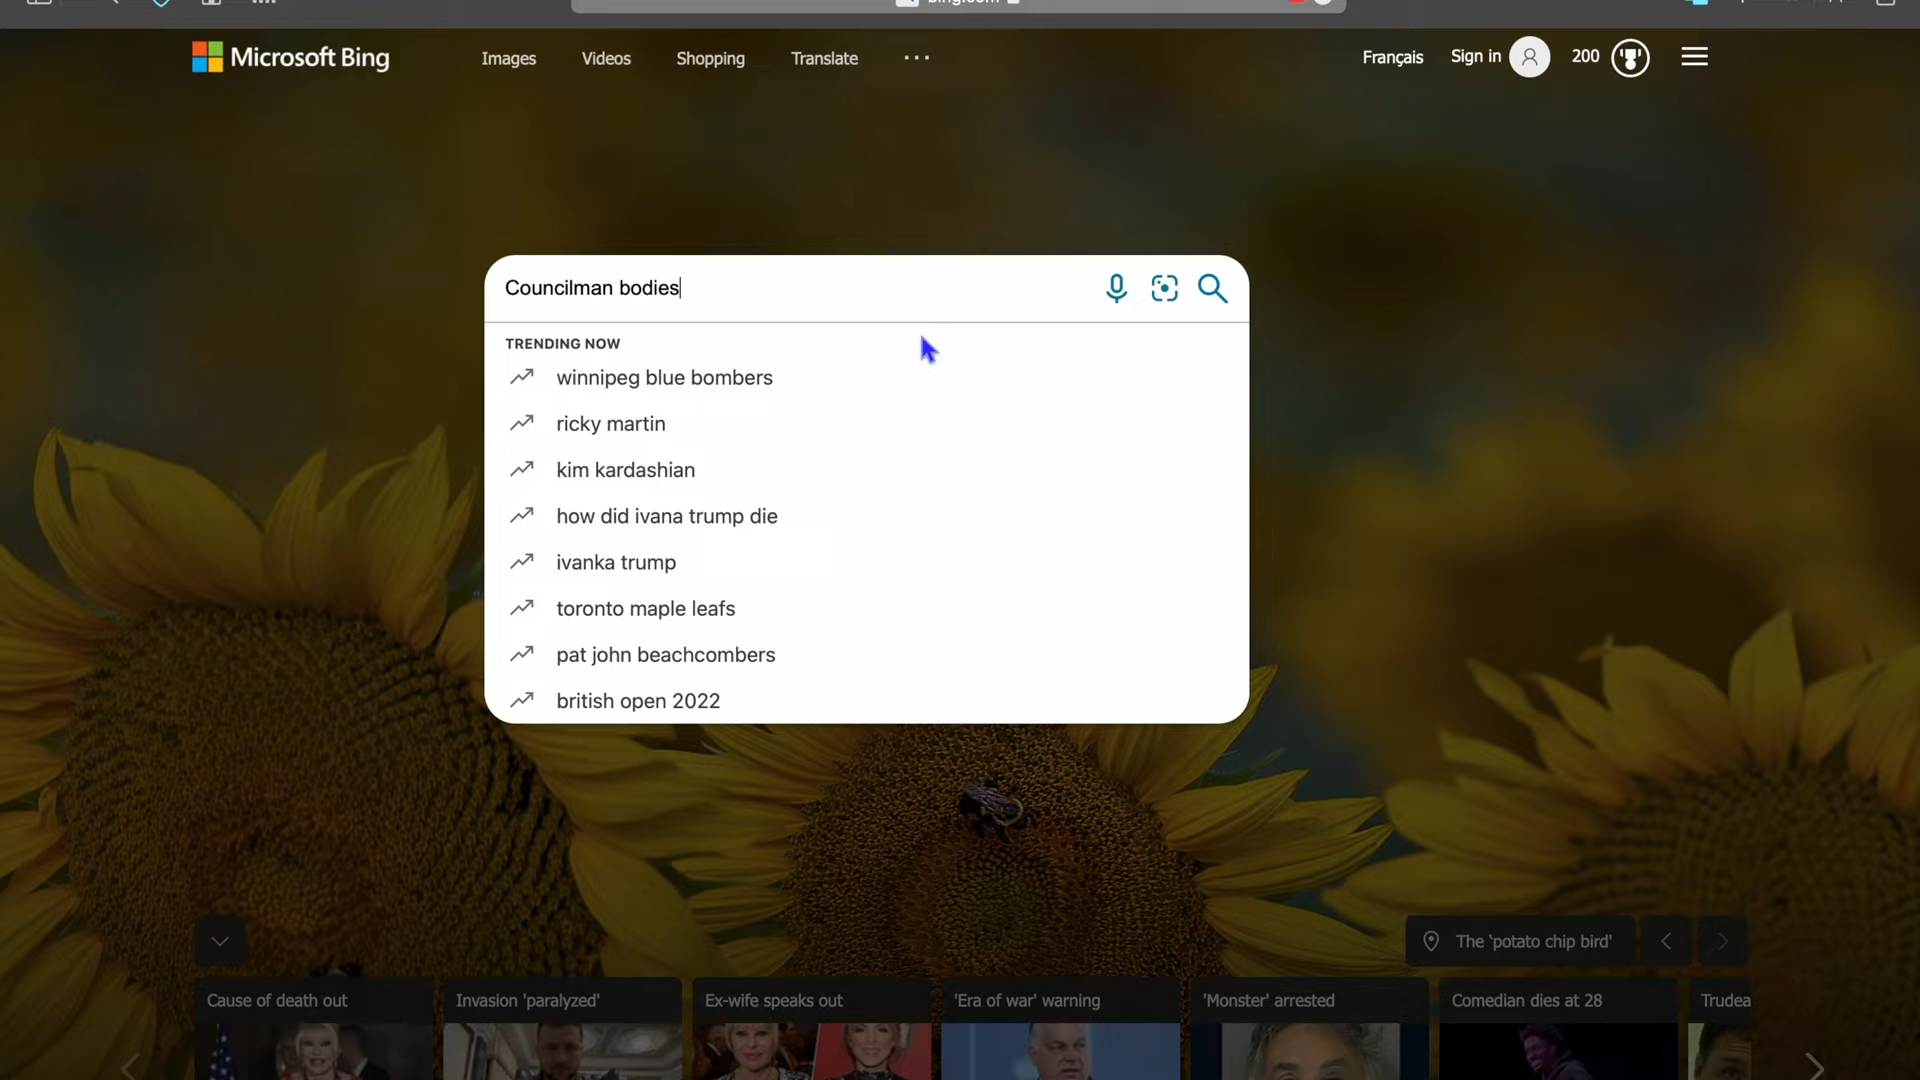 Microsoft Bing
Images
Videos
Shopping
Translate
Français
Sign in
200
Councilman bodies
TRENDING NOW
winnipeg blue bombers
ricky martin
kim kardashian
how did ivana trump die
ivanka trump
toronto maple leafs
pat john beachcombers
british open 2022
The 'potato chip bird'
Cause of death out
Invasion 'paralyzed'
Ex-wife speaks out
'Era of war' warning
'Monster' arrested
Comedian dies at 28
Trudea